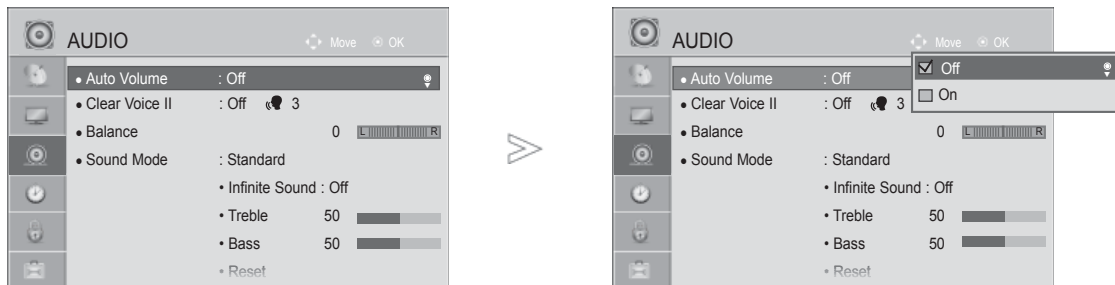 AUDIO
Move OK
• Auto Volume : Off
• Clear Voice II : Off 3
• Balance 0 L R
• Sound Mode : Standard
• Infinite Sound : Off
• Treble 50
• Bass 50
• Reset
AUDIO
Move OK
• Auto Volume : Off
Off
On
• Clear Voice II : Off 3
• Balance 0 L R
• Sound Mode : Standard
• Infinite Sound : Off
• Treble 50
• Bass 50
• Reset